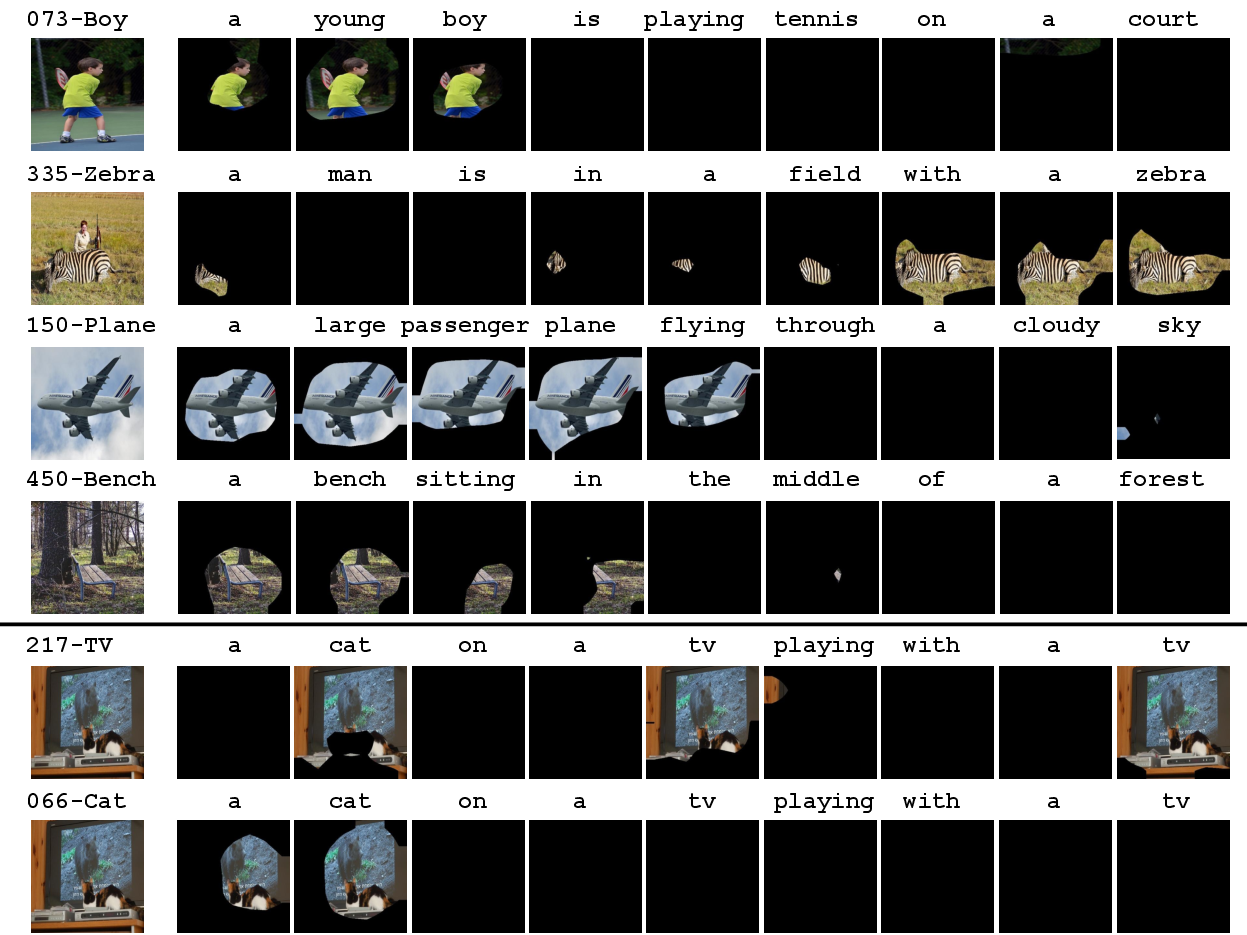 073-Boy a young boy is playing tennis on a court
335-Zebra a man is in a field with a zebra
150-Plane a large passenger plane flying through a cloudy sky
450-Bench a bench sitting in the middle of a forest
217-TV a cat on a tv playing with a tv
066-Cat a cat on a tv playing with a tv